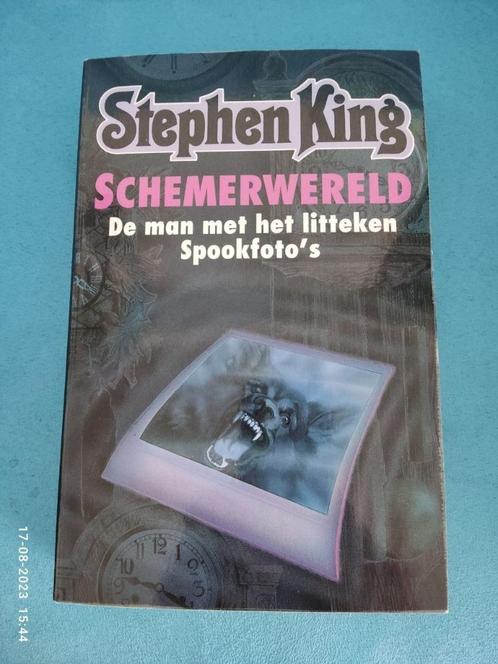 Stephen King
SCHEMERWERELD
De man met het litteken
Spookfoto's
17-08-2023 15:44